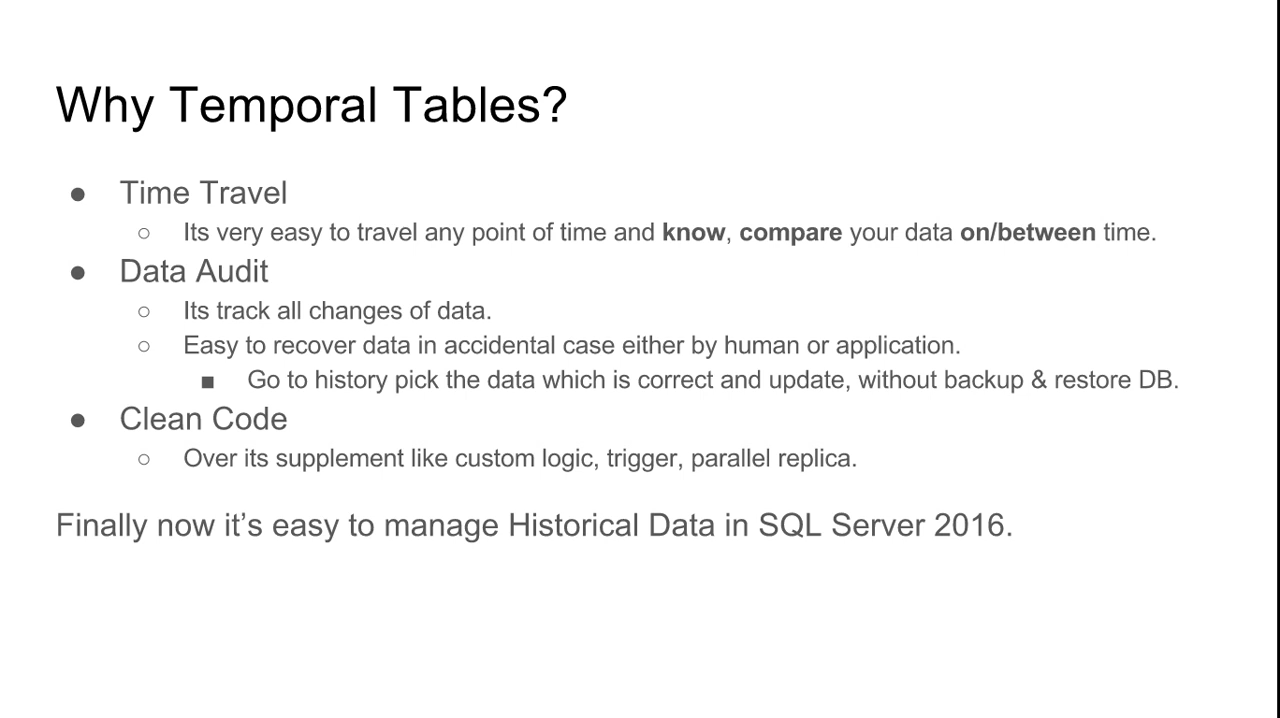 Why Temporal Tables?
● Time Travel
○ Its very easy to travel any point of time and know, compare your data on/between time.
● Data Audit
○ Its track all changes of data.
○ Easy to recover data in accidental case either by human or application.
■ Go to history pick the data which is correct and update, without backup & restore DB.
● Clean Code
○ Over its supplement like custom logic, trigger, parallel replica.
Finally now it’s easy to manage Historical Data in SQL Server 2016.